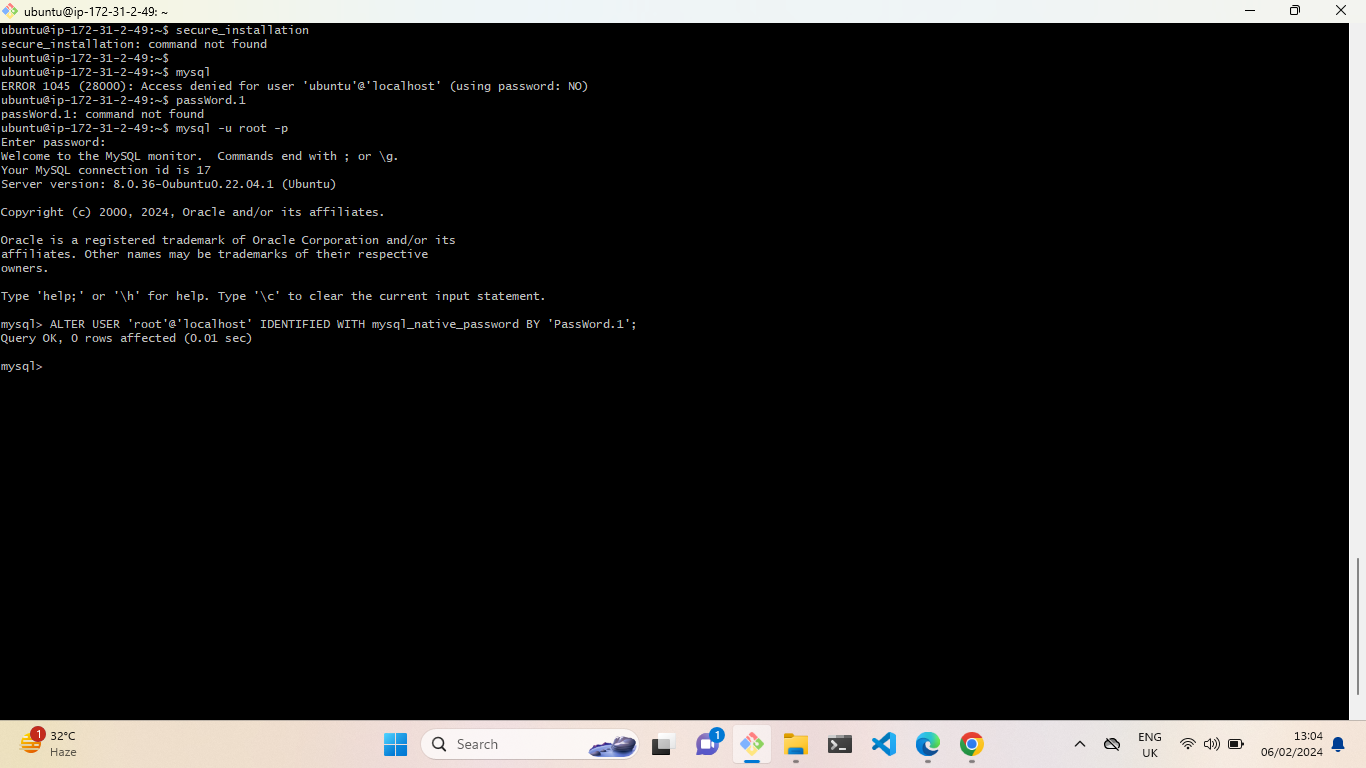 ubuntu@ip-172-31-2-49: ~
ubuntu@ip-172-31-2-49:~$ secure_installation
secure_installation: command not found
ubuntu@ip-172-31-2-49:~$
ubuntu@ip-172-31-2-49:~$ mysql
ERROR 1045 (28000): Access denied for user 'ubuntu'@'localhost' (using password: NO)
ubuntu@ip-172-31-2-49:~$ passWord.1
passWord.1: command not found
ubuntu@ip-172-31-2-49:~$ mysql -u root -p
Enter password:
Welcome to the MySQL monitor.  Commands end with ; or \g.
Your MySQL connection id is 17
Server version: 8.0.36-0ubuntu0.22.04.1 (Ubuntu)
Copyright (c) 2000, 2024, Oracle and/or its affiliates.
Oracle is a registered trademark of Oracle Corporation and/or its
affiliates. Other names may be trademarks of their respective
owners.
Type 'help;' or '\h' for help. Type '\c' to clear the current input statement.
mysql> ALTER USER 'root'@'localhost' IDENTIFIED WITH mysql_native_password BY 'PassWord.1';
Query OK, 0 rows affected (0.01 sec)
mysql>
1
32°C
Haze
Search
1
ENG
UK
13:04
06/02/2024